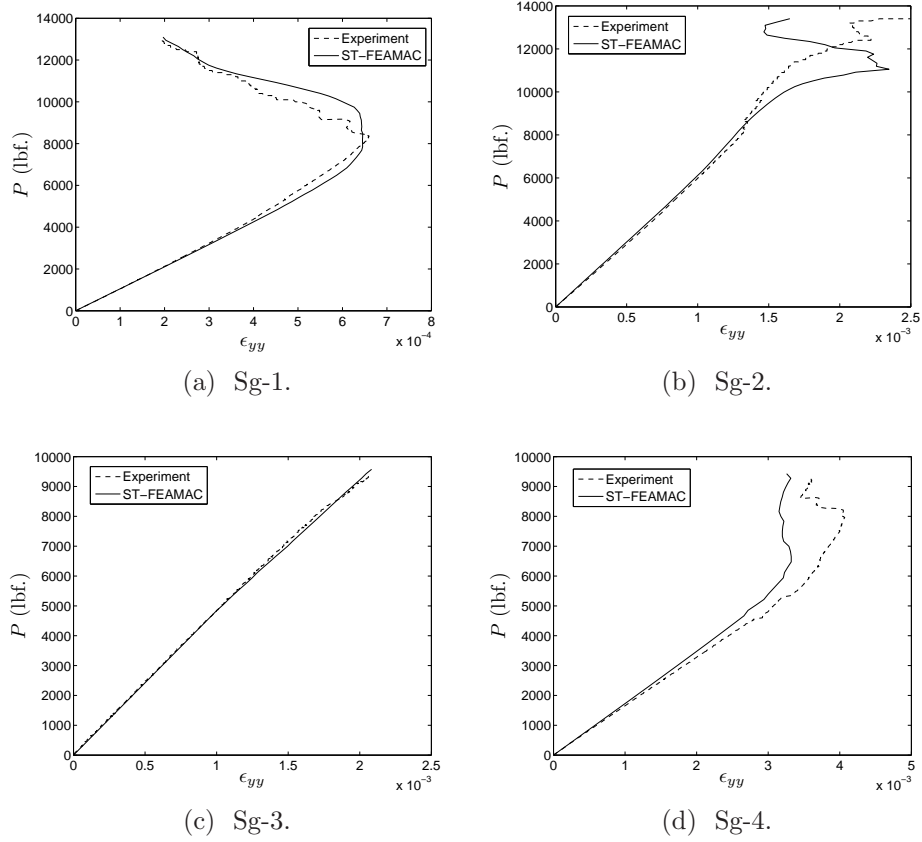 14000
12000
10000
8000
6000
4000
2000
0
P (lbf.)
Experiment
ST-FEAMAC
0 1 2 3 4 5 6 7 8
ϵyy
x 10⁻⁴
(a) Sg-1.
14000
12000
10000
8000
6000
4000
2000
0
P (lbf.)
Experiment
ST-FEAMAC
0 0.5 1 1.5 2 2.5
ϵyy
x 10⁻³
(b) Sg-2.
10000
9000
8000
7000
6000
5000
4000
3000
2000
1000
0
P (lbf.)
Experiment
ST-FEAMAC
0 0.5 1 1.5 2 2.5
ϵyy
x 10⁻³
(c) Sg-3.
10000
9000
8000
7000
6000
5000
4000
3000
2000
1000
0
P (lbf.)
Experiment
ST-FEAMAC
0 1 2 3 4 5
ϵyy
x 10⁻³
(d) Sg-4.